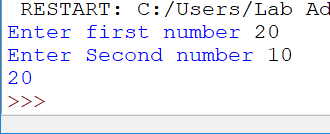 RESTART: C:/Users/Lab Ad
Enter first number 20
Enter Second number 10
20
>>>